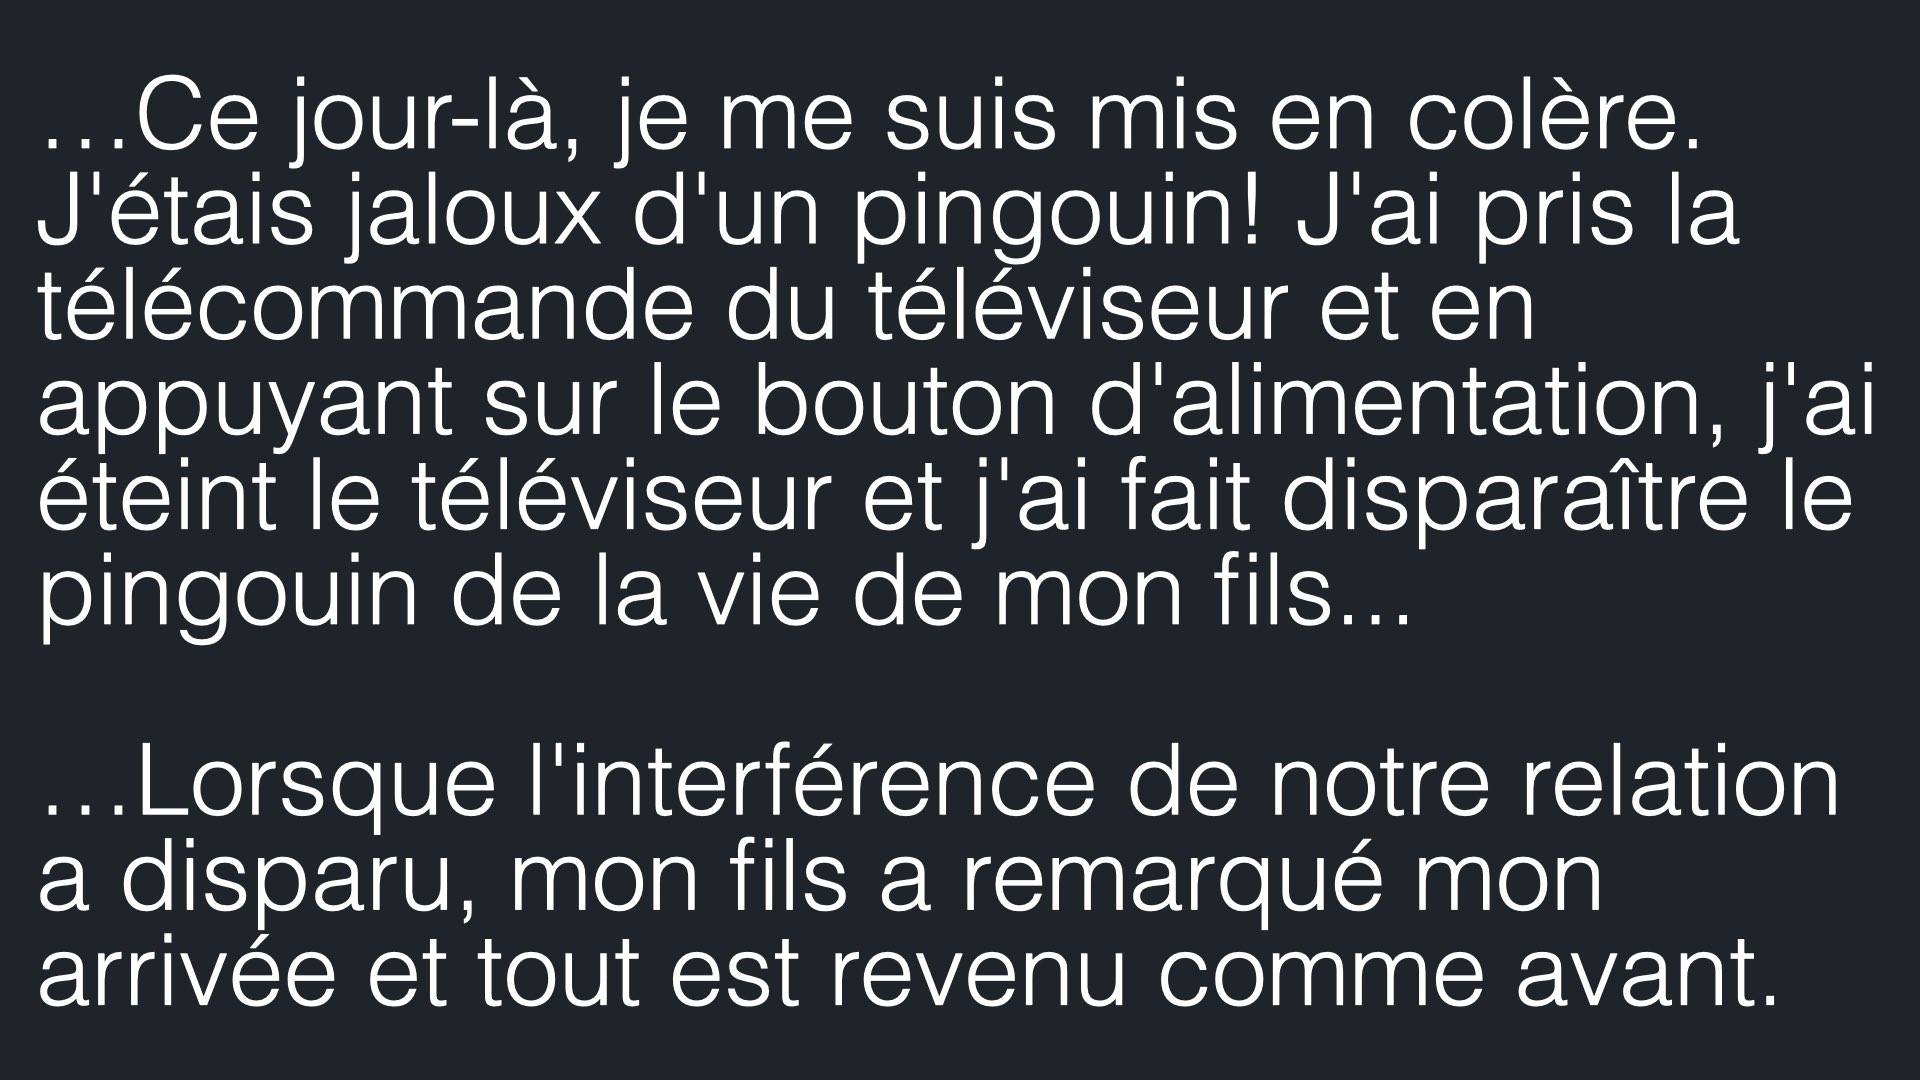 …Ce jour-là, je me suis mis en colère.
J'étais jaloux d'un pingouin! J'ai pris la
télécommande du téléviseur et en
appuyant sur le bouton d'alimentation, j'ai
éteint le téléviseur et j'ai fait disparaître le
pingouin de la vie de mon fils...
…Lorsque l'interférence de notre relation
a disparu, mon fils a remarqué mon
arrivée et tout est revenu comme avant.